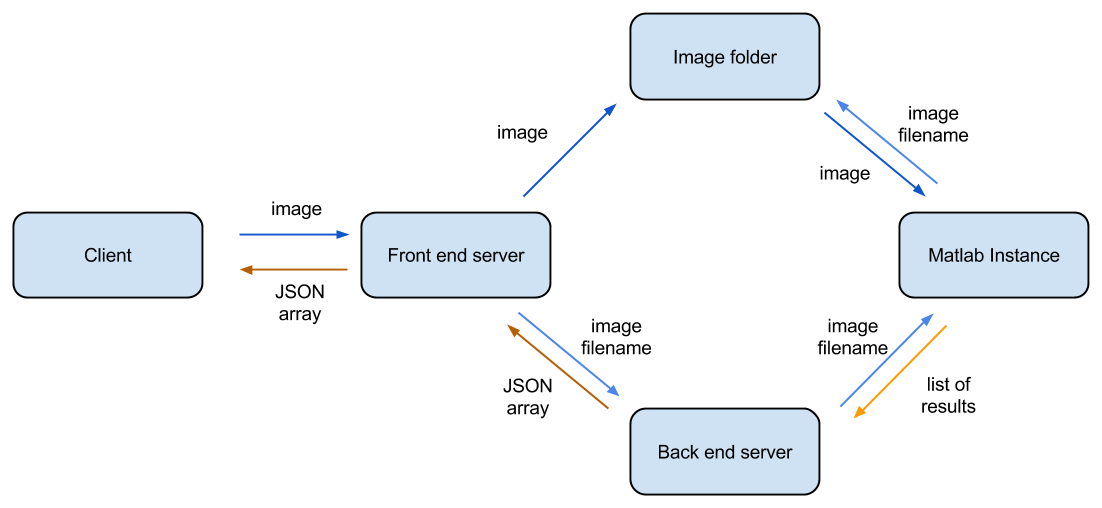 Image folder
image
filename
image
image
image
Client
Front end server
Matlab Instance
JSON
array
image
filename
image
filename
JSON
array
list of
results
Back end server